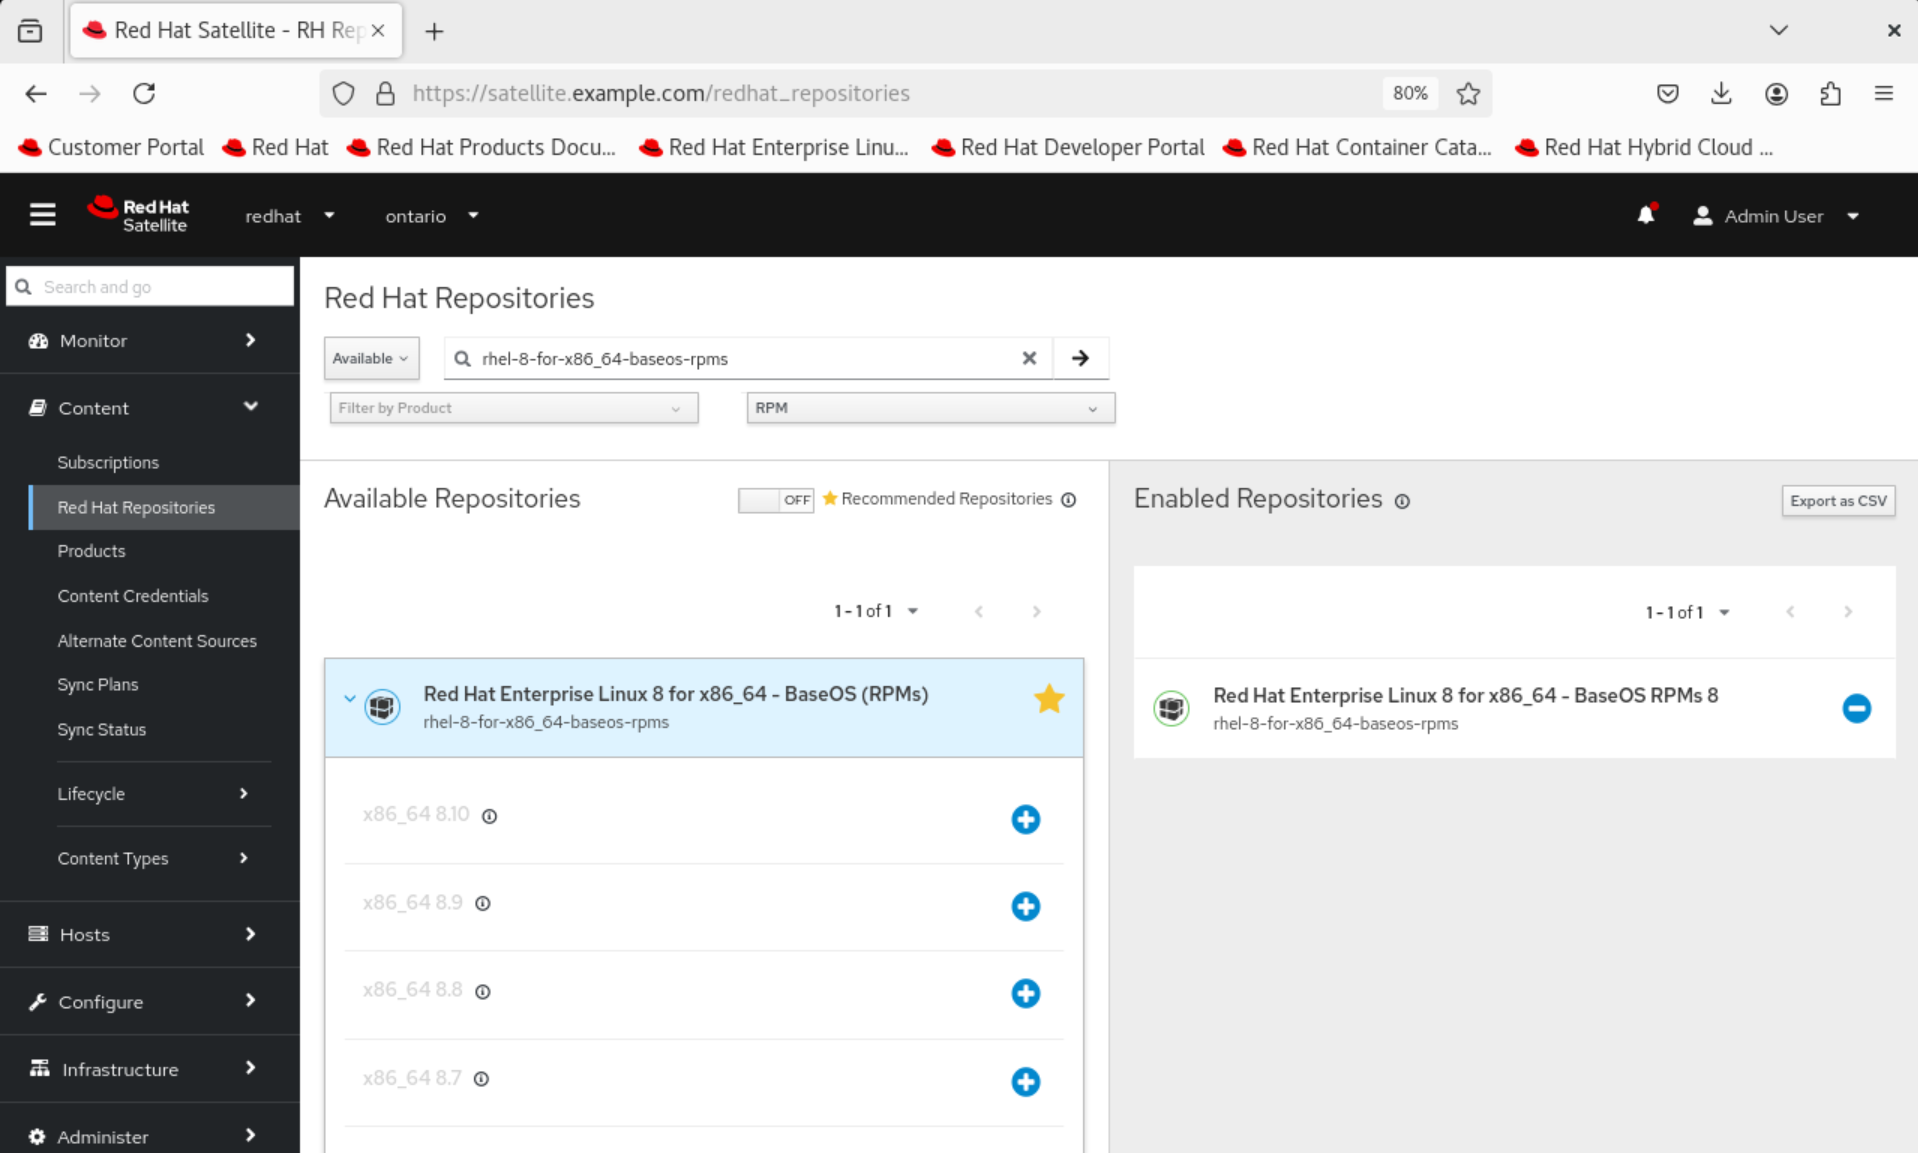 Red Hat Satellite - RH Rep
https://satellite.example.com/redhat_repositories
80%
Customer Portal
Red Hat
Red Hat Products Docu...
Red Hat Enterprise Linu...
Red Hat Developer Portal
Red Hat Container Cata...
Red Hat Hybrid Cloud ...
Red Hat
Satellite
redhat
ontario
Admin User
Search and go
Monitor
Content
Subscriptions
Red Hat Repositories
Products
Content Credentials
Alternate Content Sources
Sync Plans
Sync Status
Lifecycle
Content Types
Hosts
Configure
Infrastructure
Administer
Red Hat Repositories
Available
rhel-8-for-x86_64-baseos-rpms
Filter by Product
RPM
Available Repositories
OFF
Recommended Repositories
1 - 1 of 1
Red Hat Enterprise Linux 8 for x86_64 - BaseOS (RPMs)
rhel-8-for-x86_64-baseos-rpms
x86_64 8.10
x86_64 8.9
x86_64 8.8
x86_64 8.7
Enabled Repositories
Export as CSV
1 - 1 of 1
Red Hat Enterprise Linux 8 for x86_64 - BaseOS RPMs 8
rhel-8-for-x86_64-baseos-rpms